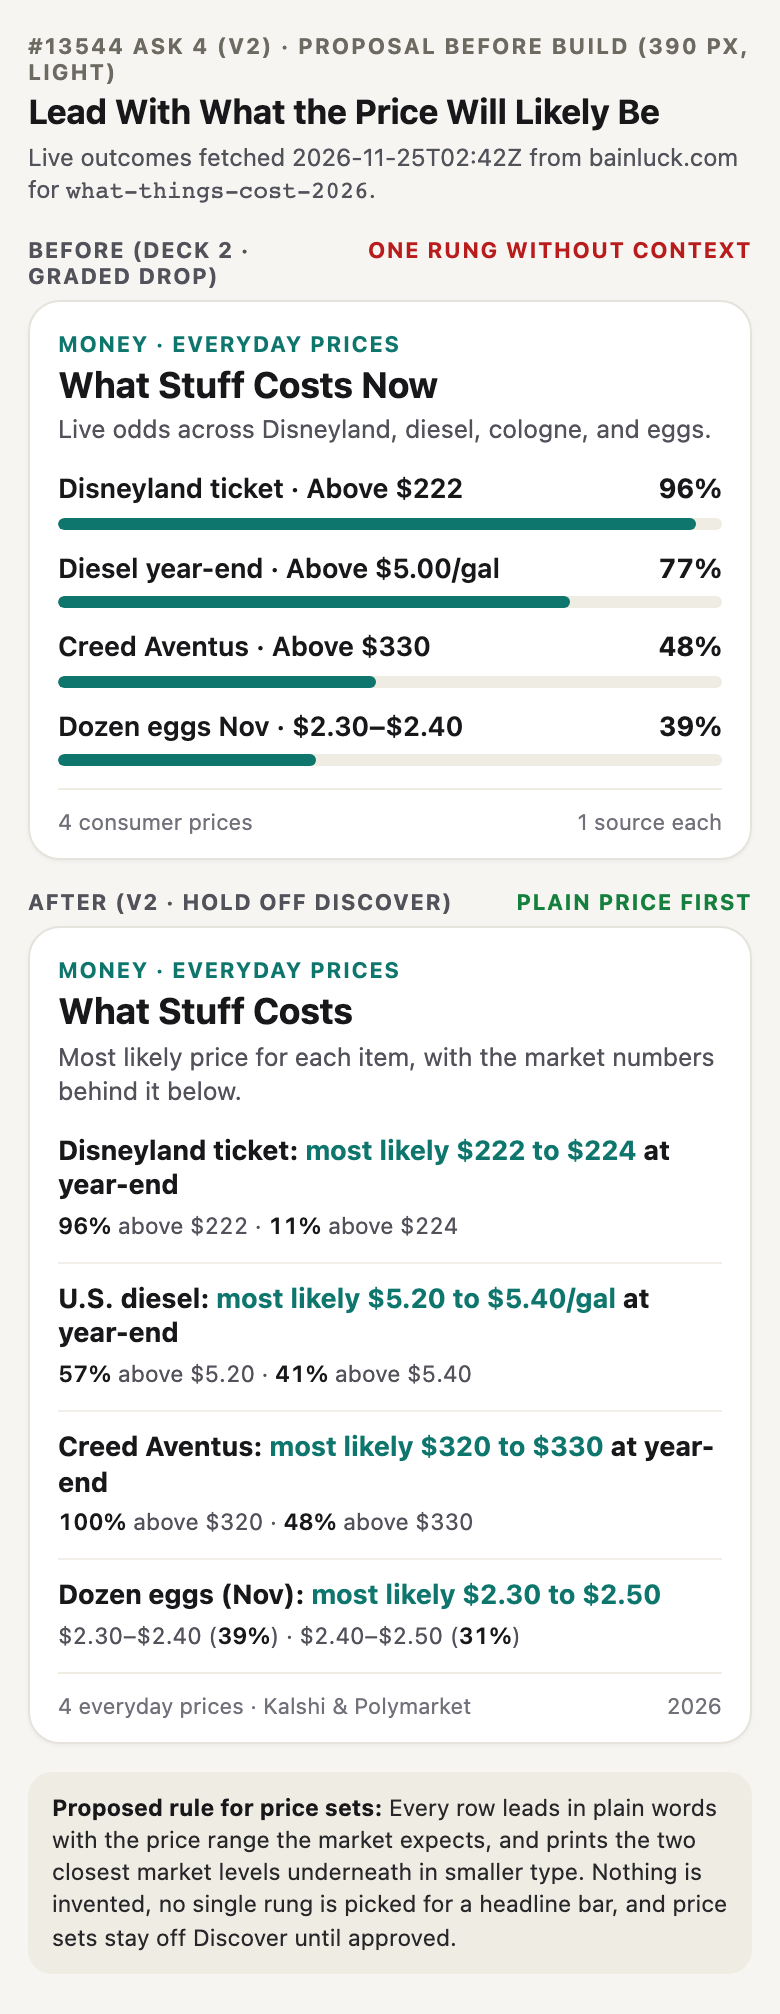 #13544 ASK 4 (V2) · PROPOSAL BEFORE BUILD (390 PX,
LIGHT)
Lead With What the Price Will Likely Be
Live outcomes fetched 2026-11-25T02:42Z from bainluck.com
for what-things-cost-2026.
BEFORE (DECK 2 ·
GRADED DROP)
ONE RUNG WITHOUT CONTEXT
MONEY · EVERYDAY PRICES
What Stuff Costs Now
Live odds across Disneyland, diesel, cologne, and eggs.
Disneyland ticket · Above $222 96%
Diesel year-end · Above $5.00/gal 77%
Creed Aventus · Above $330 48%
Dozen eggs Nov · $2.30–$2.40 39%
4 consumer prices 1 source each
AFTER (V2 · HOLD OFF DISCOVER) PLAIN PRICE FIRST
MONEY · EVERYDAY PRICES
What Stuff Costs
Most likely price for each item, with the market numbers
behind it below.
Disneyland ticket: most likely $222 to $224 at
year-end
96% above $222 · 11% above $224
U.S. diesel: most likely $5.20 to $5.40/gal at
year-end
57% above $5.20 · 41% above $5.40
Creed Aventus: most likely $320 to $330 at year-
end
100% above $320 · 48% above $330
Dozen eggs (Nov): most likely $2.30 to $2.50
$2.30–$2.40 (39%) · $2.40–$2.50 (31%)
4 everyday prices · Kalshi & Polymarket 2026
Proposed rule for price sets: Every row leads in plain words
with the price range the market expects, and prints the two
closest market levels underneath in smaller type. Nothing is
invented, no single rung is picked for a headline bar, and price
sets stay off Discover until approved.